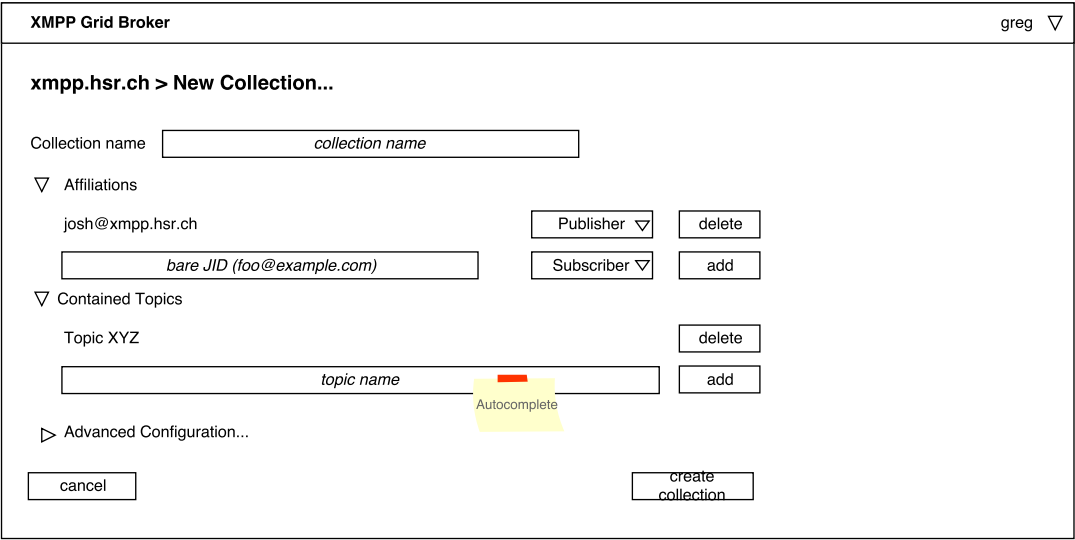 XMPP Grid Broker greg
xmpp.hsr.ch > New Collection...
Collection name collection name
Affiliations
josh@xmpp.hsr.ch Publisher delete
bare JID (foo@example.com) Subscriber add
Contained Topics
Topic XYZ delete
topic name add
Autocomplete
Advanced Configuration...
cancel create
collection